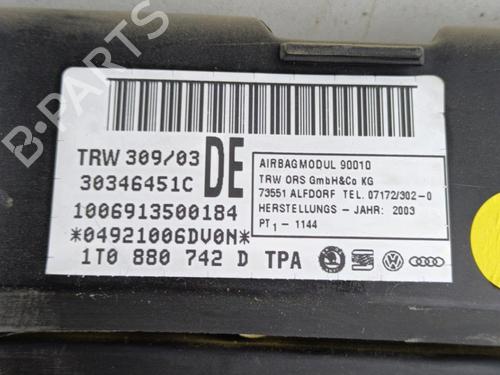 B-PARTS
TRW 309/03
DE
30346451C
1006913500184
*04921006DV0N*
1T0 880 742 D TPA
AIRBAGMODUL 90010
TRW ORS GmbH&Co KG
73551 ALFDORF TEL. 07172/302-0
HERSTELLUNGS - JAHR: 2003
PT1 - 1144